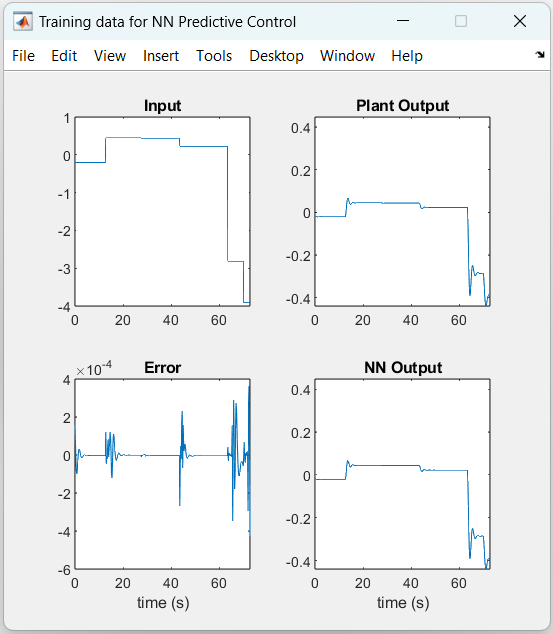 Training data for NN Predictive Control
File Edit View Insert Tools Desktop Window Help
Input
1
0
-1
-2
-3
-4
0 20 40 60
Plant Output
0.4
0.2
0
-0.2
-0.4
0 20 40 60
Error
×10-4
4
2
0
-2
-4
-6
0 20 40 60
time (s)
NN Output
0.4
0.2
0
-0.2
-0.4
0 20 40 60
time (s)